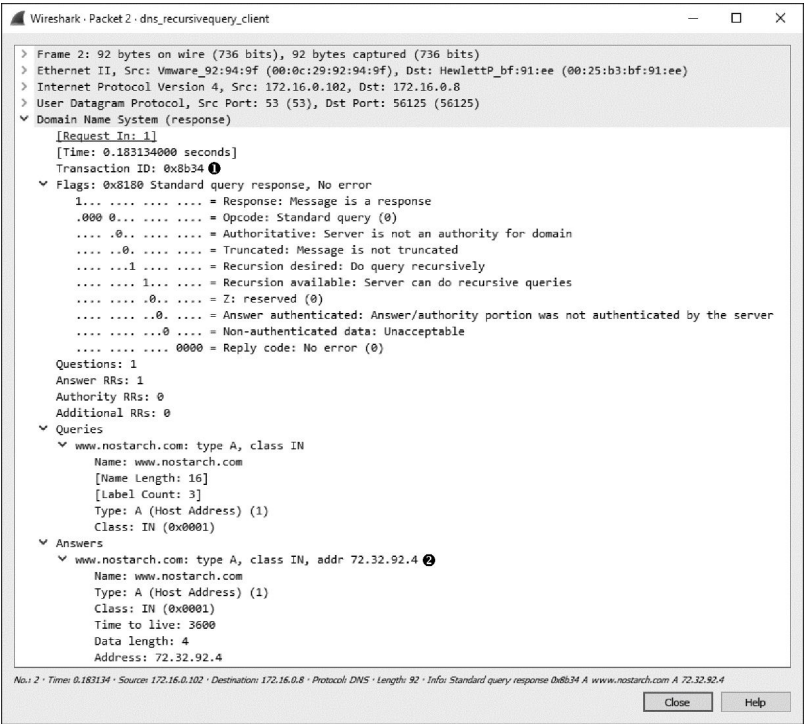 Wireshark · Packet 2 · dns_recursivequery_client
> Frame 2: 92 bytes on wire (736 bits), 92 bytes captured (736 bits)
> Ethernet II, Src: Vmware_92:94:9f (00:0c:29:92:94:9f), Dst: HewlettP_bf:91:ee (00:25:b3:bf:91:ee)
> Internet Protocol Version 4, Src: 172.16.0.102, Dst: 172.16.0.8
> User Datagram Protocol, Src Port: 53 (53), Dst Port: 56125 (56125)
Domain Name System (response)
[Request In: 1]
[Time: 0.183134000 seconds]
Transaction ID: 0x8b34 ❶
Flags: 0x8180 Standard query response, No error
1... .... .... .... = Response: Message is a response
.000 0... .... .... = Opcode: Standard query (0)
.... .0.. .... .... = Authoritative: Server is not an authority for domain
.... ..0. .... .... = Truncated: Message is not truncated
.... ...1 .... .... = Recursion desired: Do query recursively
.... .... 1... .... = Recursion available: Server can do recursive queries
.... .... .0.. .... = Z: reserved (0)
.... .... ..0. .... = Answer authenticated: Answer/authority portion was not authenticated by the server
.... .... ...0 .... = Non-authenticated data: Unacceptable
.... .... .... 0000 = Reply code: No error (0)
Questions: 1
Answer RRs: 1
Authority RRs: 0
Additional RRs: 0
Queries
www.nostarch.com: type A, class IN
Name: www.nostarch.com
[Name Length: 16]
[Label Count: 3]
Type: A (Host Address) (1)
Class: IN (0x0001)
Answers
www.nostarch.com: type A, class IN, addr 72.32.92.4 ❷
Name: www.nostarch.com
Type: A (Host Address) (1)
Class: IN (0x0001)
Time to live: 3600
Data length: 4
Address: 72.32.92.4
No.: 2 · Time: 0.183134 · Source: 172.16.0.102 · Destination: 172.16.0.8 · Protocol: DNS · Length: 92 · Info: Standard query response 0x8b34 A www.nostarch.com A 72.32.92.4
Close Help